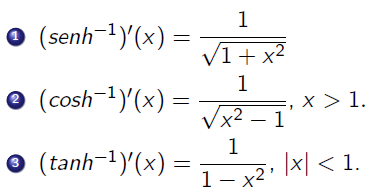 1 (senh⁻¹)′(x) = 1/√(1 + x²)
2 (cosh⁻¹)′(x) = 1/√(x² − 1), x > 1.
3 (tanh⁻¹)′(x) = 1/(1 − x²), |x| < 1.